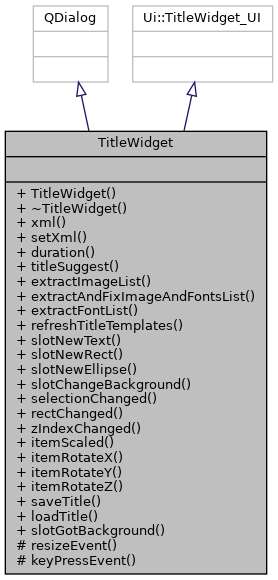 QDialog
Ui::TitleWidget_UI
TitleWidget
+ TitleWidget()
+ ~TitleWidget()
+ xml()
+ setXml()
+ duration()
+ titleSuggest()
+ extractImageList()
+ extractAndFixImageAndFontsList()
+ extractFontList()
+ refreshTitleTemplates()
+ slotNewText()
+ slotNewRect()
+ slotNewEllipse()
+ slotChangeBackground()
+ selectionChanged()
+ rectChanged()
+ zIndexChanged()
+ itemScaled()
+ itemRotateX()
+ itemRotateY()
+ itemRotateZ()
+ saveTitle()
+ loadTitle()
+ slotGotBackground()
# resizeEvent()
# keyPressEvent()